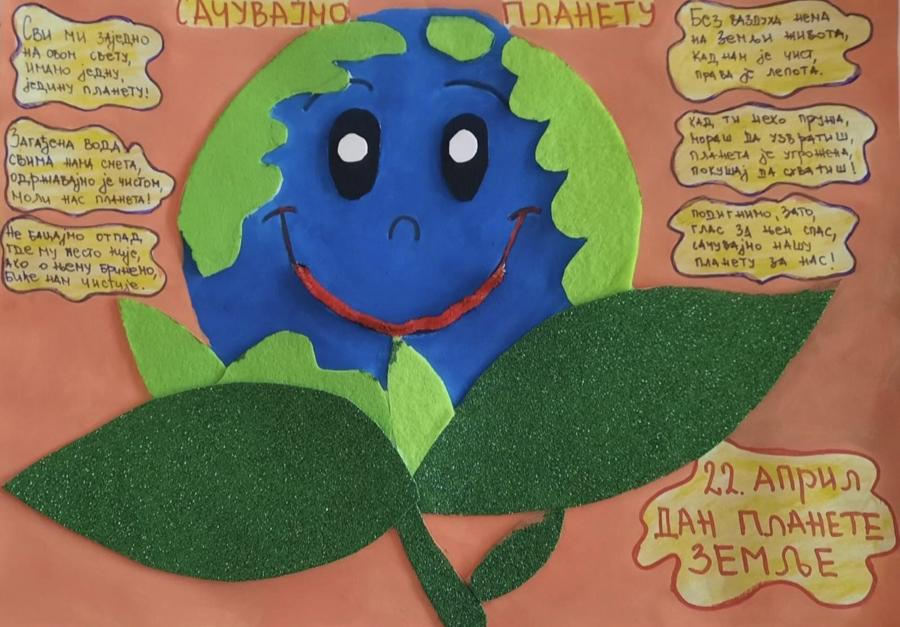 САЧУВАЈМО ПЛАНЕТУ
СВИ МИ ЗАЈЕДНО
НА ОВОМ СВЕТУ,
ИМАМО ЈЕДНУ,
ЈЕДИНУ ПЛАНЕТУ!
ЗАГАЂЕНА ВОДА,
СВИМА НАМА СМЕТА,
ОДРЖАВАЈМО ЈЕ ЧИСТОМ,
МОЛИ НАС ПЛАНЕТА!
НЕ БАЦАЈМО ОТПАД,
ГДЕ МУ МЕСТО НИЈЕ,
АКО О ЊЕМУ БРИНЕМО,
БИЋЕ НАМ ЧИСТИЈЕ.
БЕЗ ВАЗДУХА НЕМА
НА ЗЕМЉИ ЖИВОТА,
КАД НАМ ЈЕ ЧИСТ,
ПРАВА ЈЕ ЛЕПОТА.
КАД ТИ НЕКО ПРУЖА,
МОРАШ ДА УЗВРАТИШ,
ПЛАНЕТА ЈЕ УГРОЖЕНА,
ПОКУШАЈ ДА СХВАТИШ!
ПОДИГНИМО, ЗАТО,
ГЛАС ЗА ЊЕН СПАС,
САЧУВАЈМО НАШУ
ПЛАНЕТУ ЗА НАС!
22. АПРИЛ
ДАН ПЛАНЕТЕ
ЗЕМЉЕ